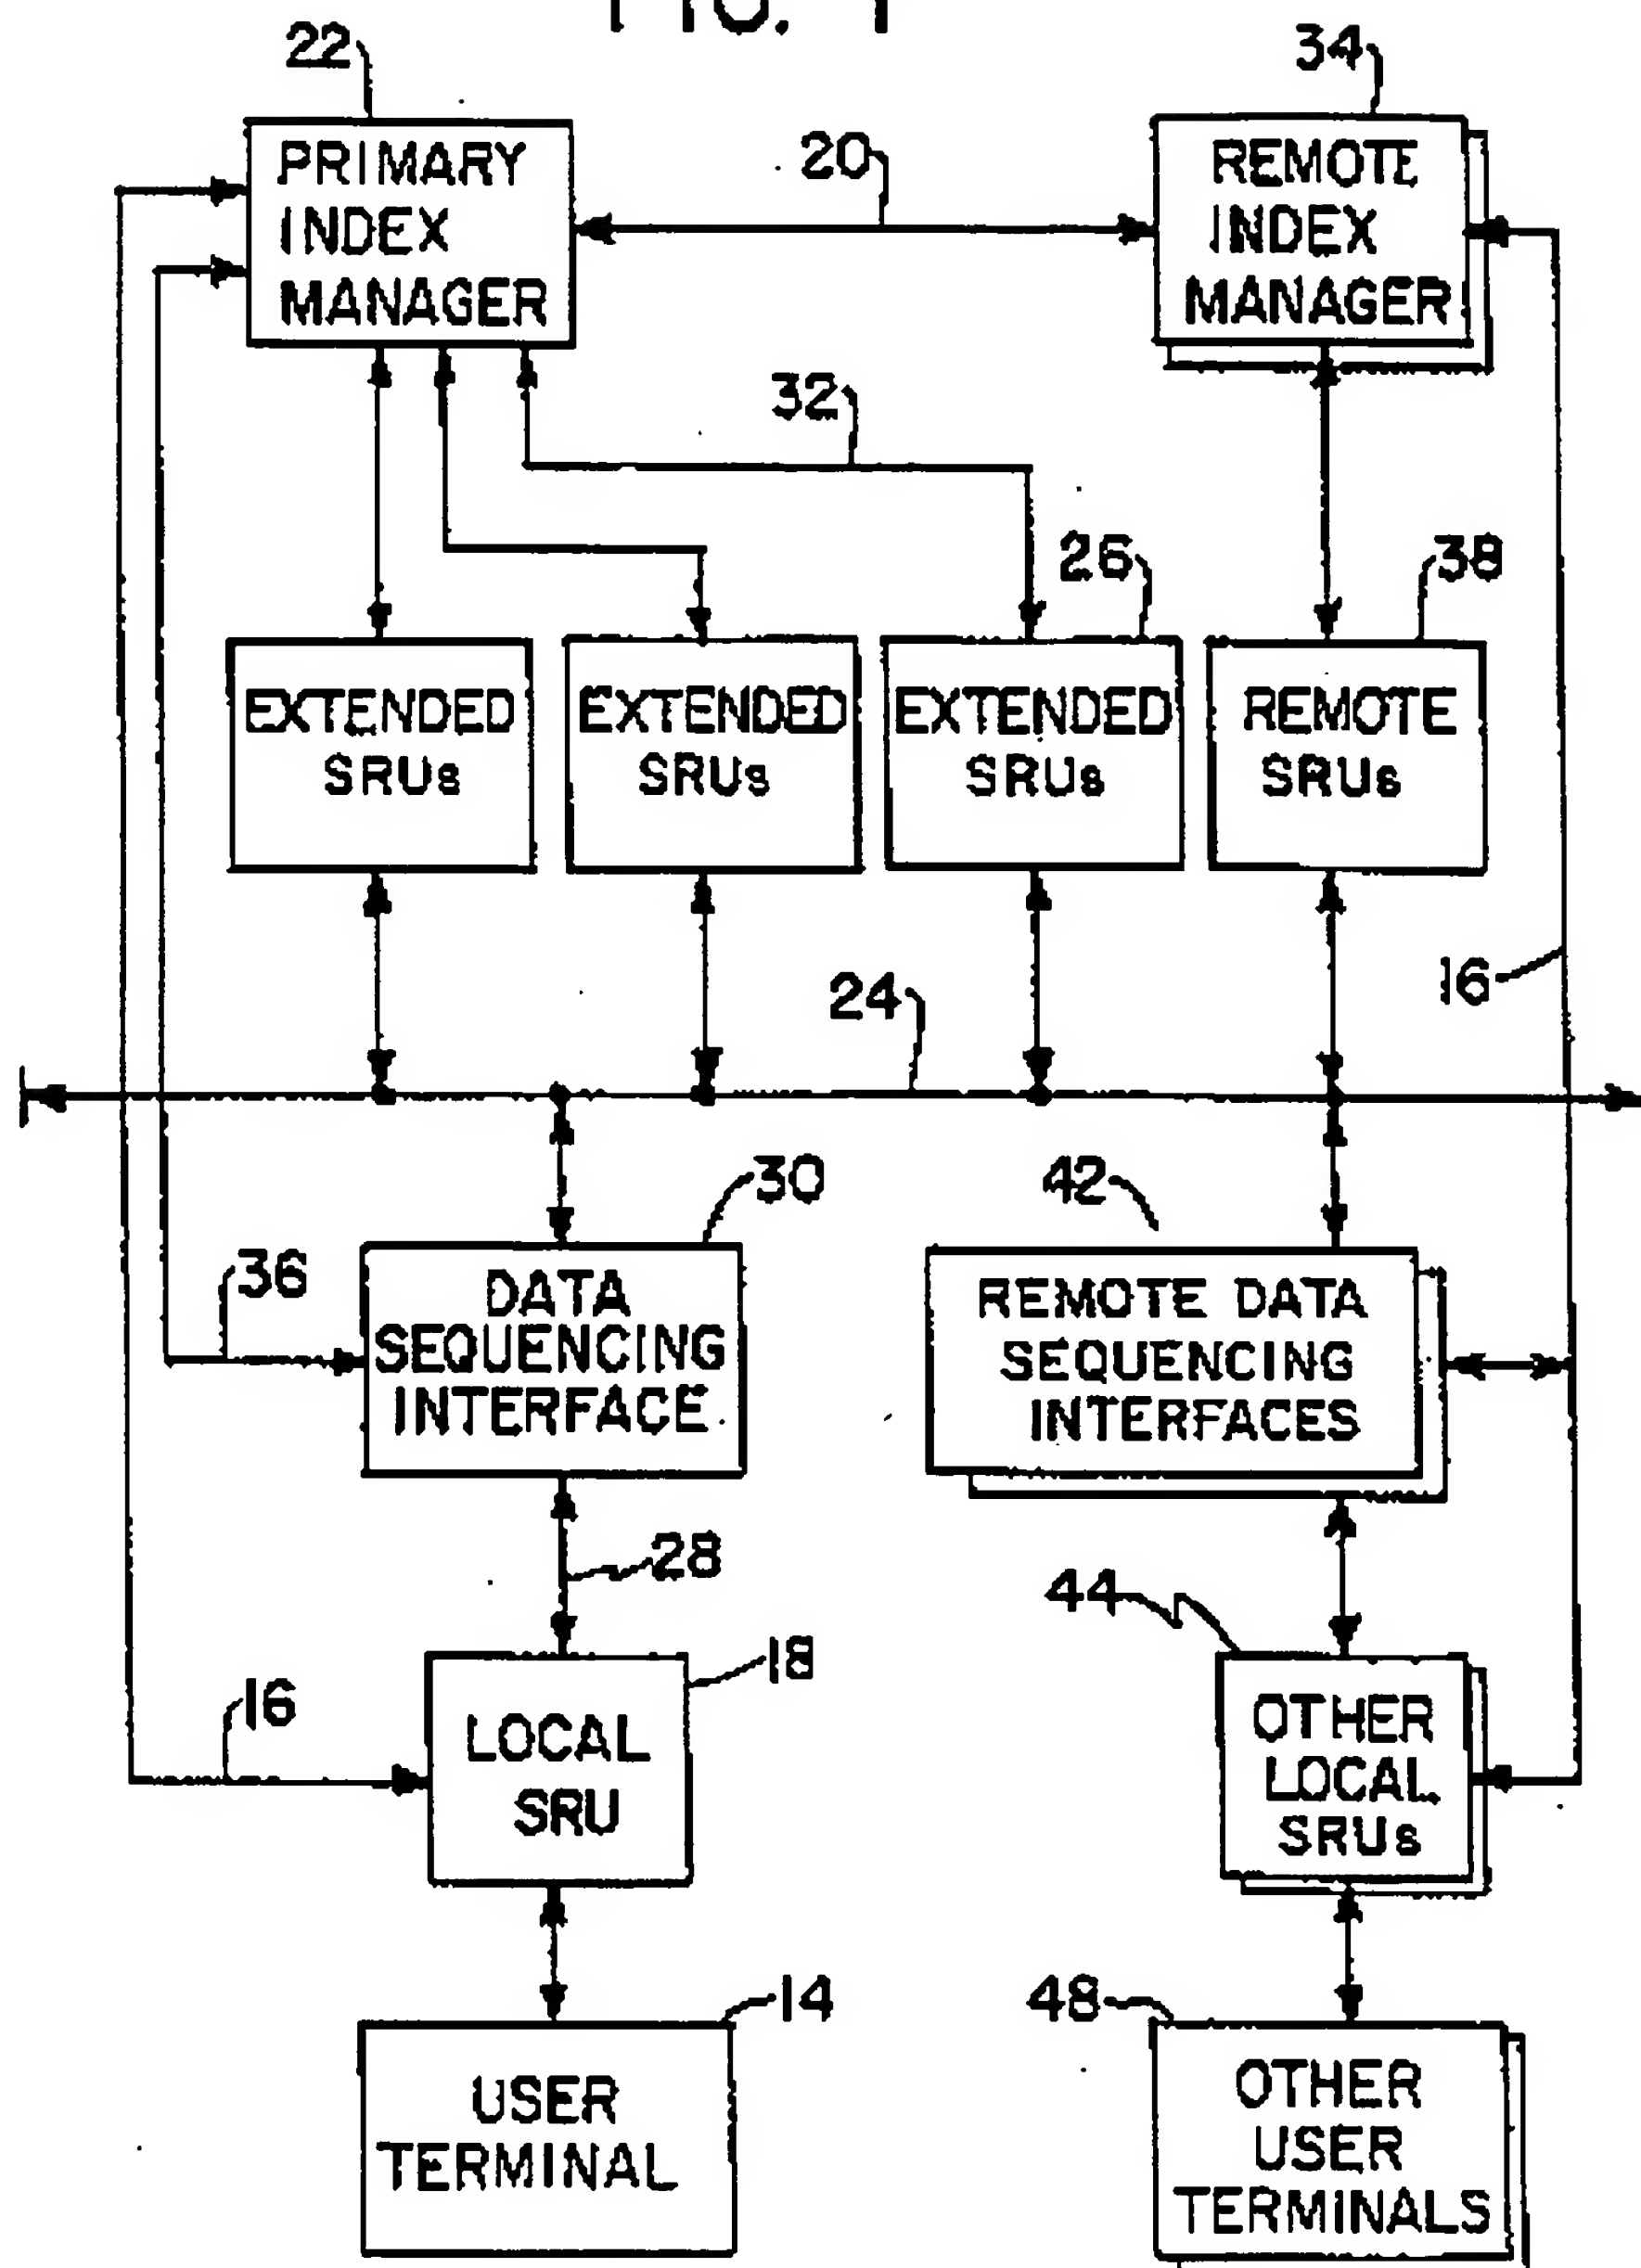 FIG. 1
22
34
PRIMARY
INDEX
MANAGER
20
REMOTE
INDEX
MANAGER
32
26
38
EXTENDED
SRUs
EXTENDED
SRUs
EXTENDED
SRUs
REMOTE
SRUs
16
24
30
42
36
DATA
SEQUENCING
INTERFACE
REMOTE DATA
SEQUENCING
INTERFACES
28
44
18
16
LOCAL
SRU
OTHER
LOCAL
SRUs
14
48
USER
TERMINAL
OTHER
USER
TERMINALS